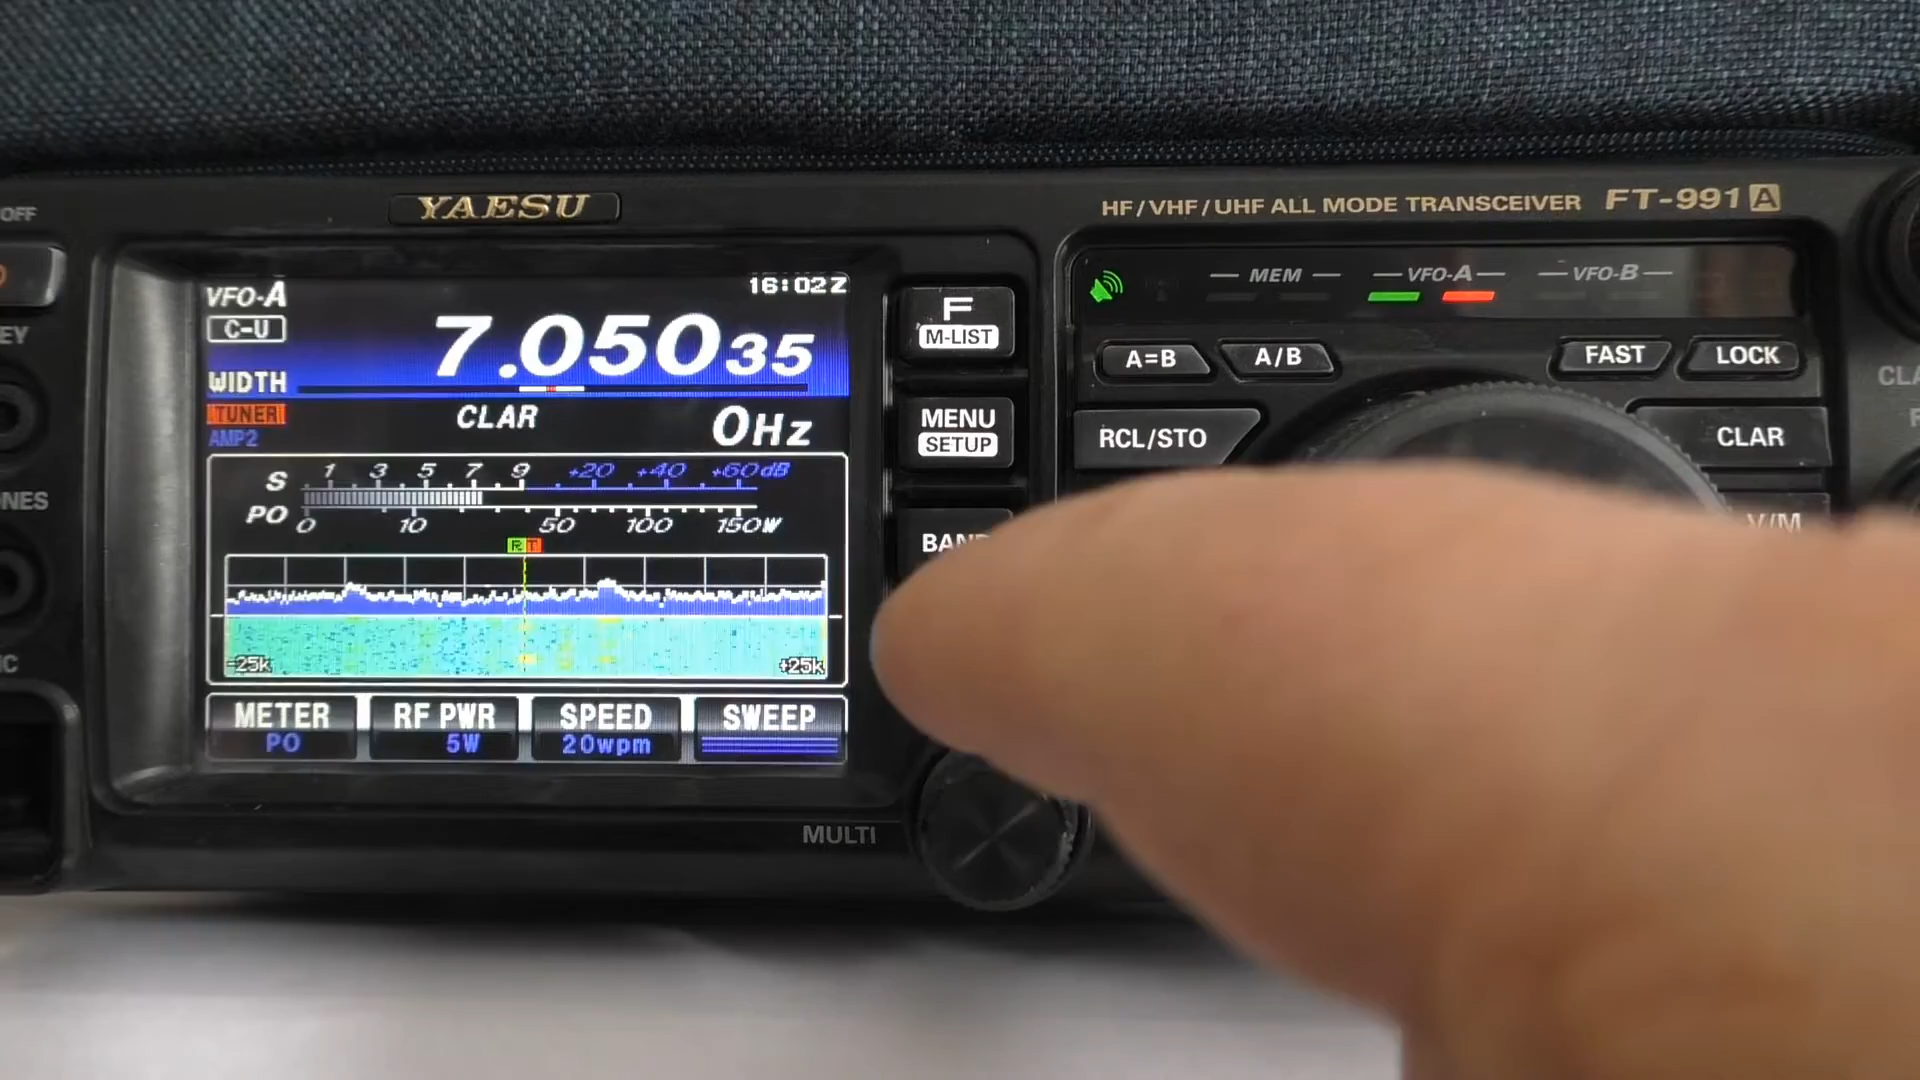 YAESU
HF/VHF/UHF ALL MODE TRANSCEIVER FT-991A
OFF
VFO-A
16:02Z
C-U
7.05035
WIDTH
TUNER
AMP2
CLAR 0Hz
S 1 3 5 7 9 +20 +40 +60dB
PO 0 10 50 100 150W
R T
-25k +25k
METER RF PWR SPEED SWEEP
PO 5W 20wpm
F
M-LIST
MENU
SETUP
BAND
MULTI
MEM VFO-A VFO-B
A=B A/B FAST LOCK
RCL/STO CLAR
V/M